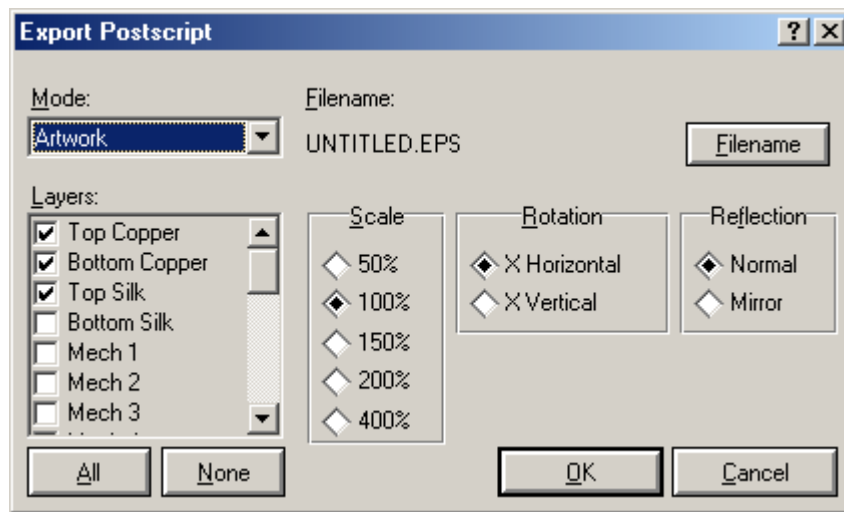 Export Postscript
Mode:
Artwork
Filename:
UNTITLED.EPS
Filename
Layers:
Top Copper
Bottom Copper
Top Silk
Bottom Silk
Mech 1
Mech 2
Mech 3
All
None
Scale
50%
100%
150%
200%
400%
Rotation
X Horizontal
X Vertical
Reflection
Normal
Mirror
OK
Cancel